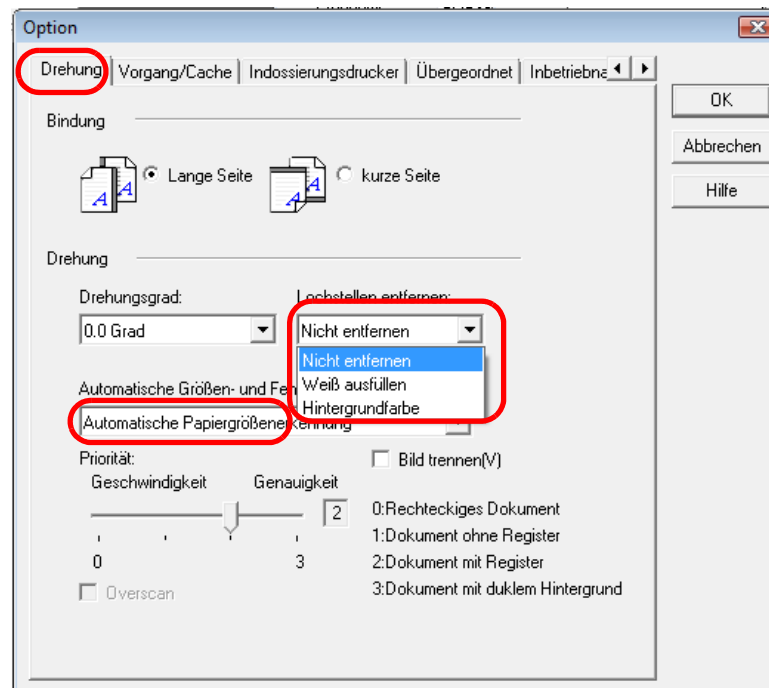 Option
Drehung Vorgang/Cache Indossierungsdrucker Übergeordnet Inbetriebna
OK
Bindung
Abbrechen
Lange Seite kurze Seite
Hilfe
A A A A
Drehung
Drehungsgrad: Lochstellen entfernen:
0.0 Grad Nicht entfernen
Nicht entfernen
Weiß ausfüllen
Automatische Größen- und Feh
Hintergrundfarbe
Automatische Papiergrößenerkennung
Priorität: Bild trennen(V)
Geschwindigkeit Genauigkeit
2 0:Rechteckiges Dokument
1:Dokument ohne Register
0 3 2:Dokument mit Register
Overscan 3:Dokument mit duklem Hintergrund